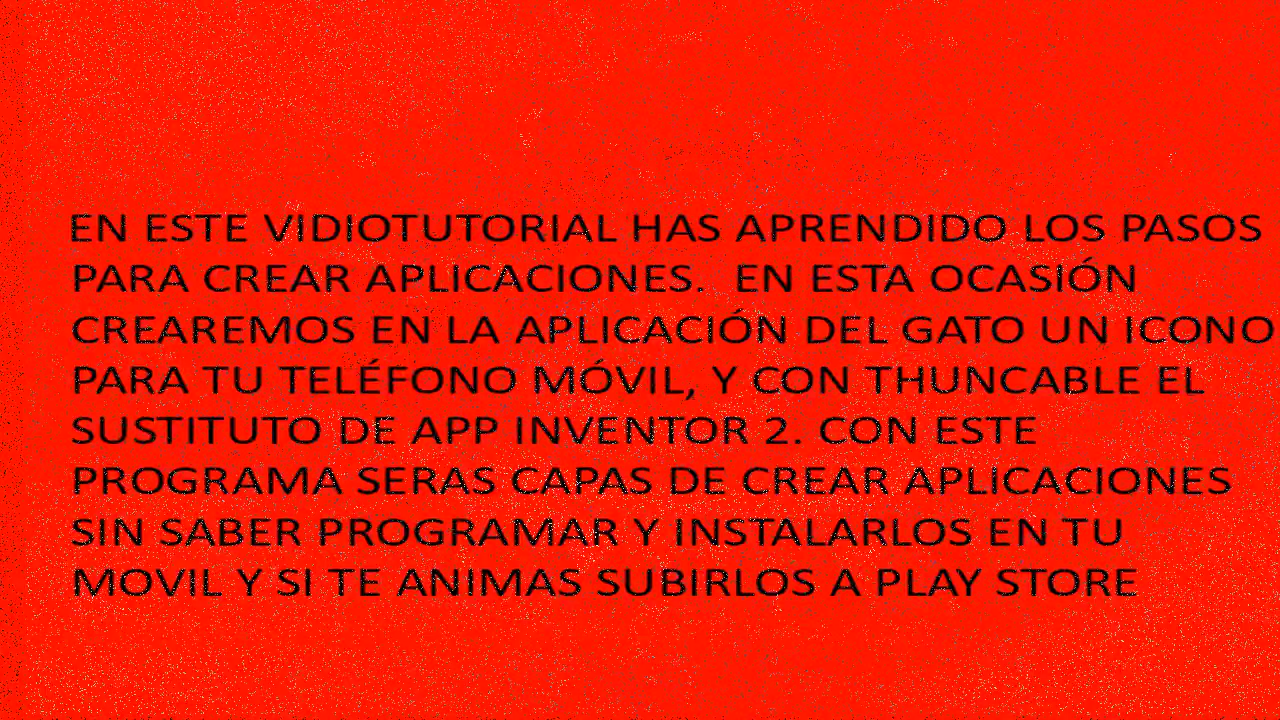 EN ESTE VIDIOTUTORIAL HAS APRENDIDO LOS PASOS
PARA CREAR APLICACIONES.  EN ESTA OCASIÓN
CREAREMOS EN LA APLICACIÓN DEL GATO UN ICONO
PARA TU TELÉFONO MÓVIL, Y CON THUNCABLE EL
SUSTITUTO DE APP INVENTOR 2. CON ESTE
PROGRAMA SERAS CAPAS DE CREAR APLICACIONES
SIN SABER PROGRAMAR Y INSTALARLOS EN TU
MOVIL Y SI TE ANIMAS SUBIRLOS A PLAY STORE